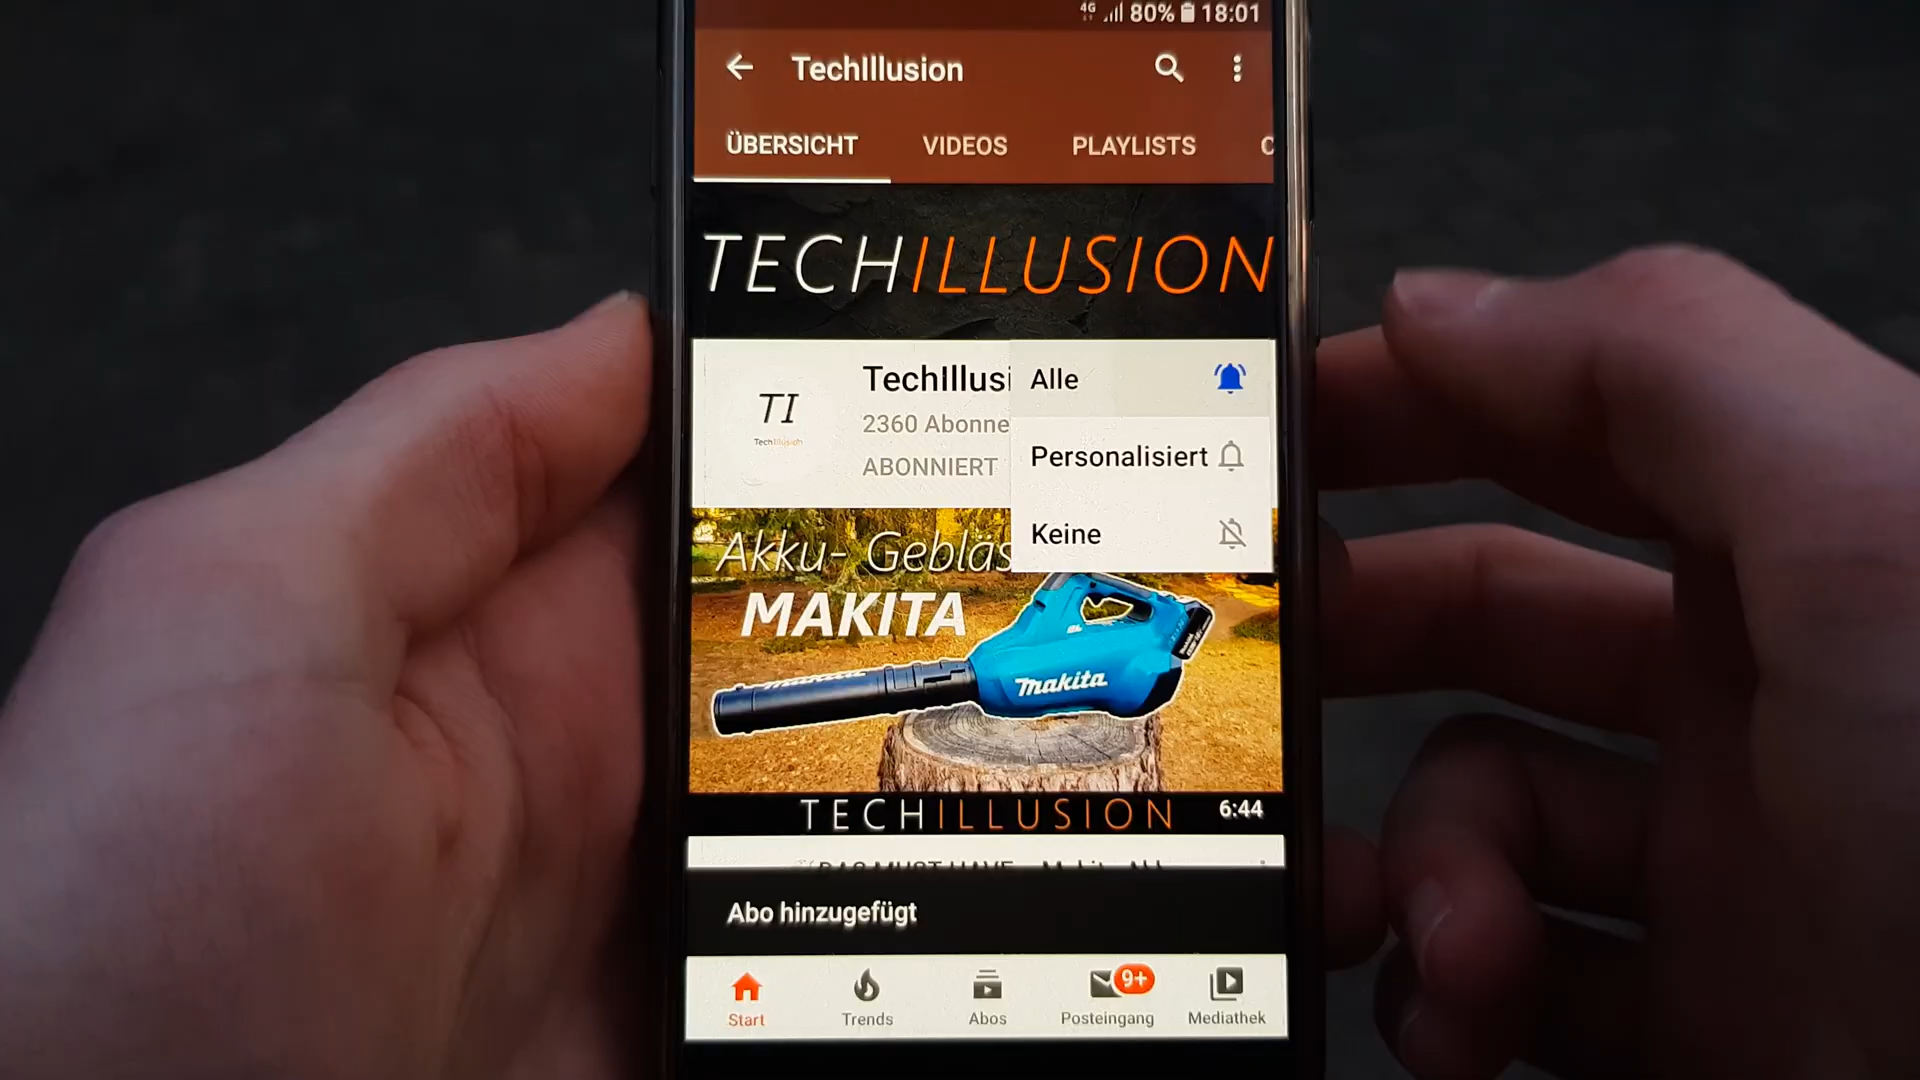 4G 80% 18:01
TechIllusion
ÜBERSICHT VIDEOS PLAYLISTS C
TECHILLUSION
TechIllusi
2360 Abonne
ABONNIERT
TI
TechIllusion
Alle
Personalisiert
Keine
Akku- Gebläs
MAKITA
makita
TECHILLUSION 6:44
Abo hinzugefügt
9+
Start Trends Abos Posteingang Mediathek